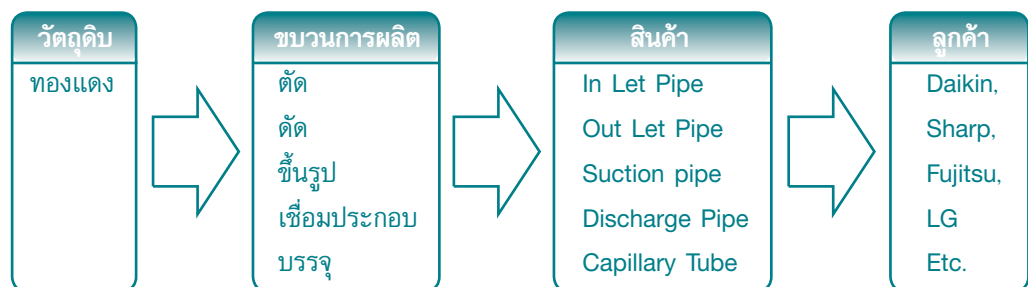 วัตถุดิบ
ทองแดง
ขบวนการผลิต
ตัด
ดัด
ขึ้นรูป
เชื่อมประกอบ
บรรจุ
สินค้า
In Let Pipe
Out Let Pipe
Suction pipe
Discharge Pipe
Capillary Tube
ลูกค้า
Daikin,
Sharp,
Fujitsu,
LG
Etc.